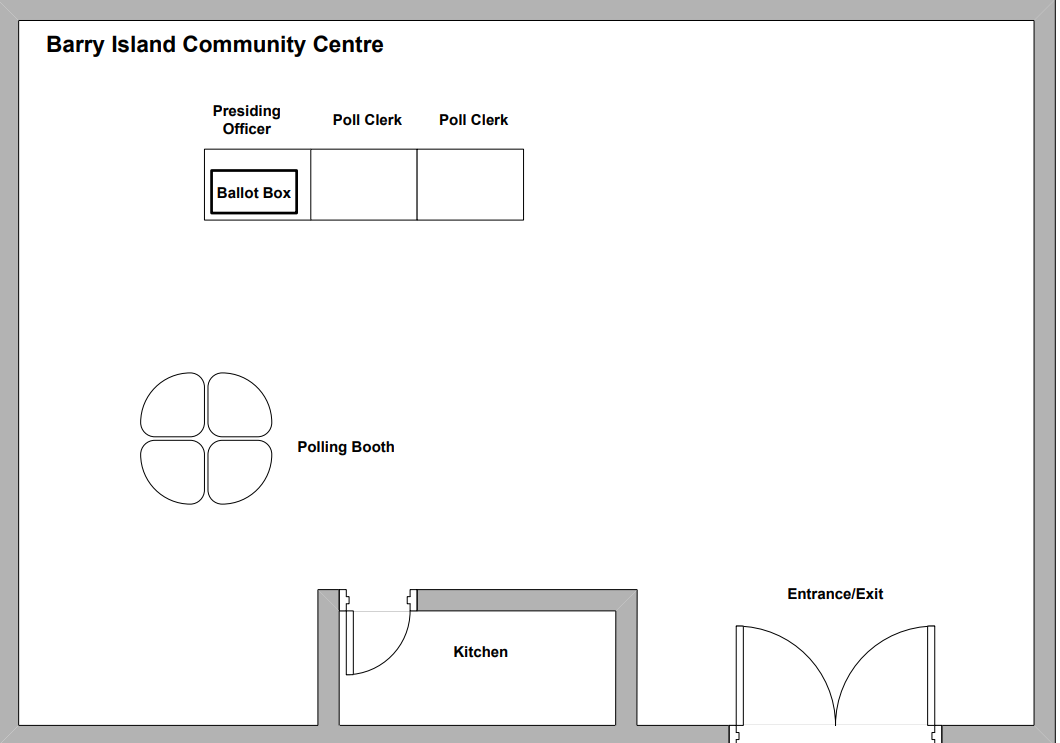 Barry Island Community Centre
Presiding
Officer
Poll Clerk
Poll Clerk
Ballot Box
Polling Booth
Entrance/Exit
Kitchen